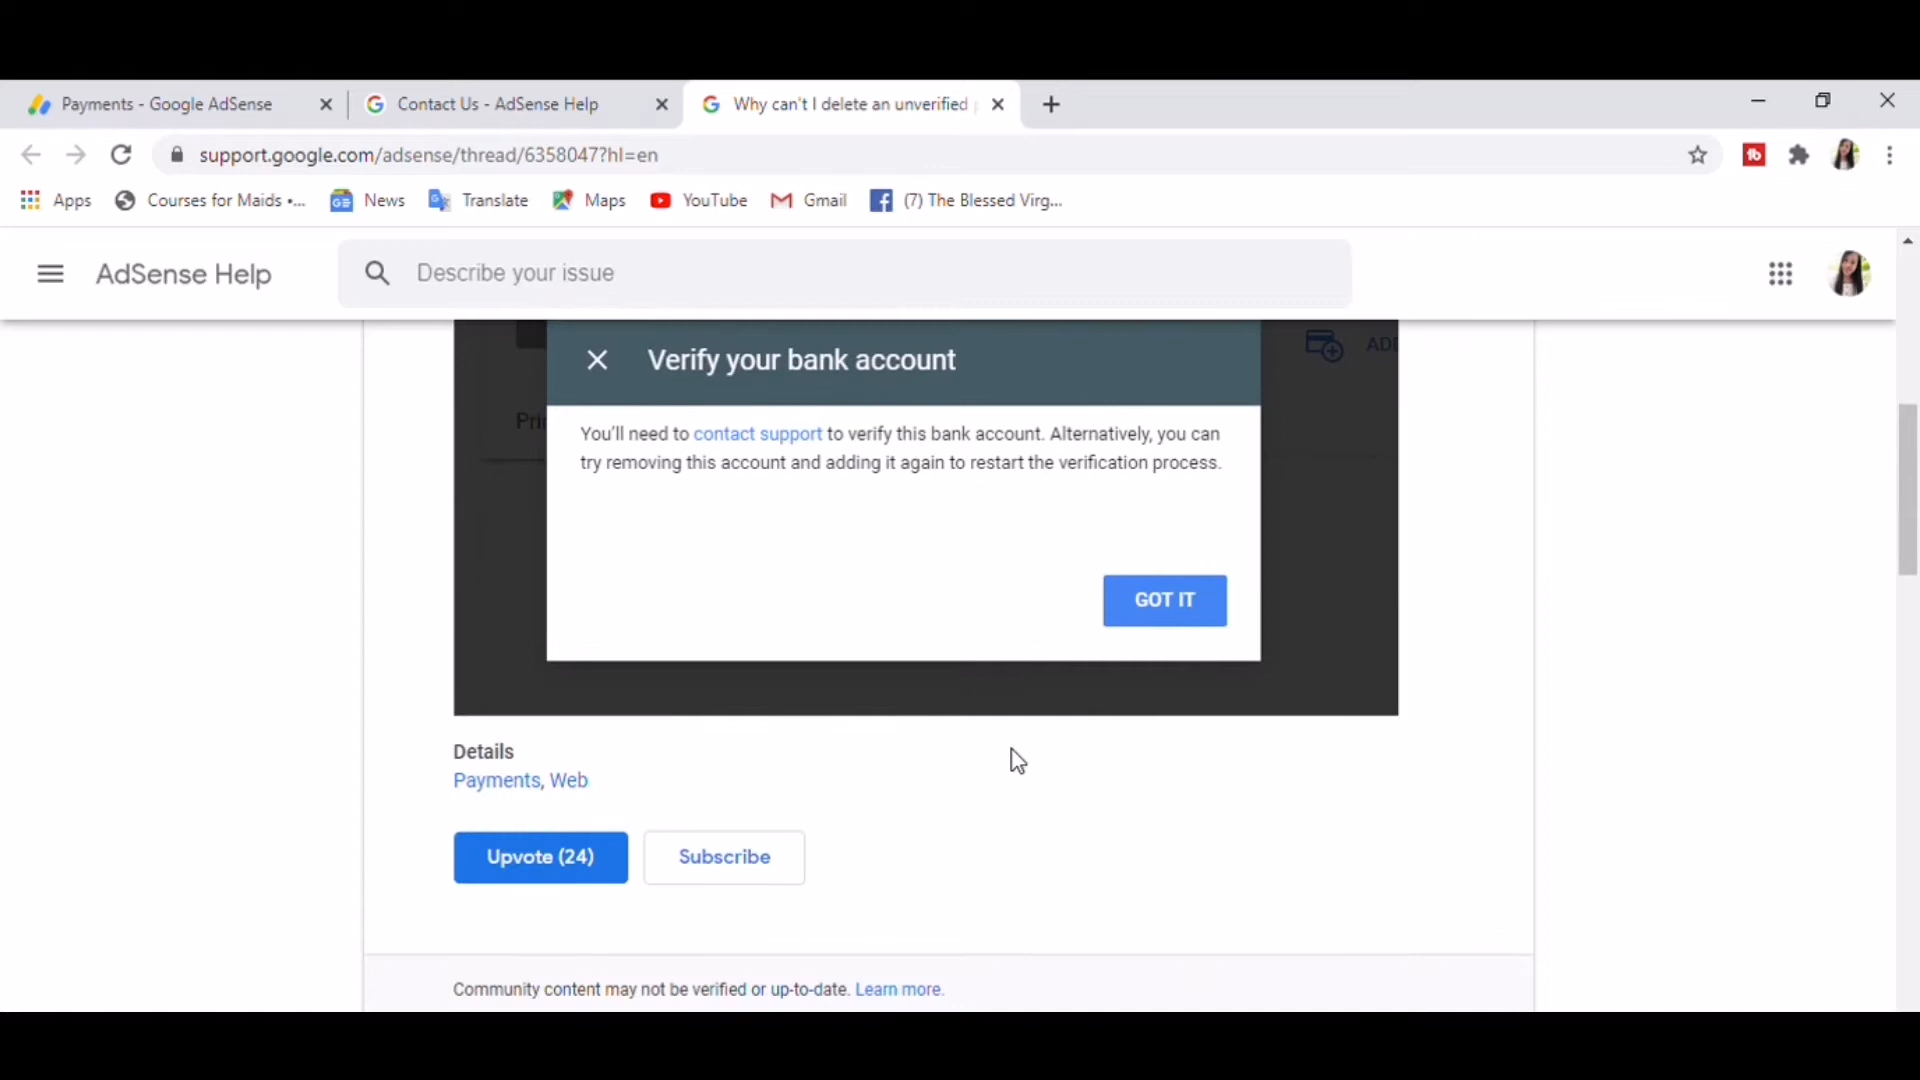 Payments - Google AdSense
Contact Us - AdSense Help
Why can't I delete an unverified
support.google.com/adsense/thread/6358047?hl=en
Apps
Courses for Maids •...
News
Translate
Maps
YouTube
Gmail
(7) The Blessed Virg...
AdSense Help
Describe your issue
Verify your bank account
ADD
Pri
You'll need to contact support to verify this bank account. Alternatively, you can
try removing this account and adding it again to restart the verification process.
GOT IT
Details
Payments, Web
Upvote (24)
Subscribe
Community content may not be verified or up-to-date. Learn more.